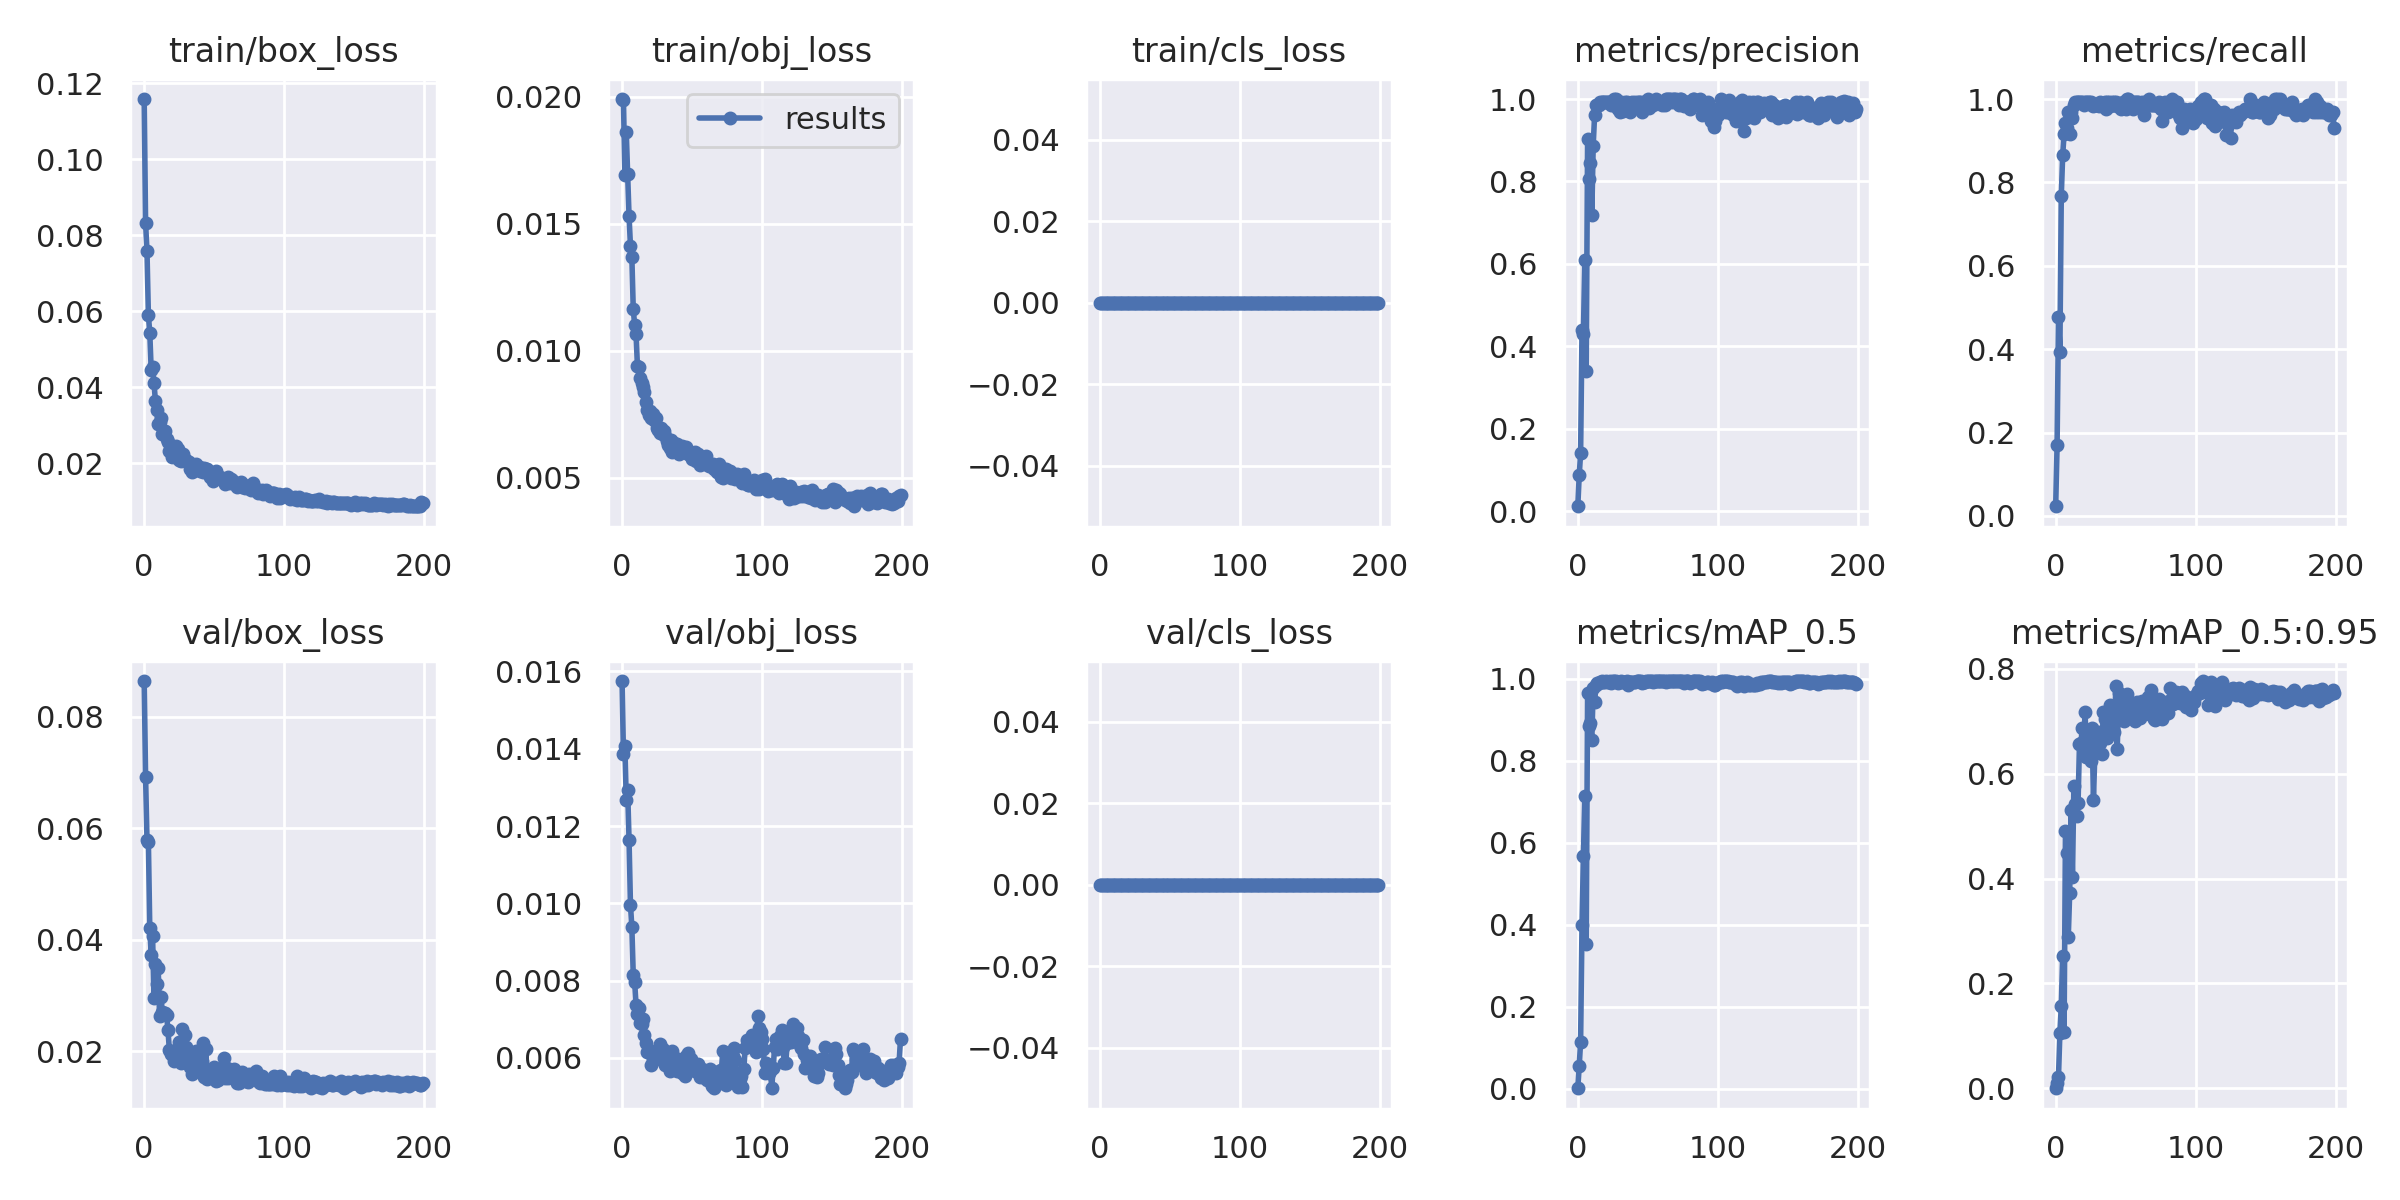 train/box_loss
0.12
0.10
0.08
0.06
0.04
0.02
0 100 200
train/obj_loss
results
0.020
0.015
0.010
0.005
0 100 200
train/cls_loss
0.04
0.02
0.00
−0.02
−0.04
0 100 200
metrics/precision
1.0
0.8
0.6
0.4
0.2
0.0
0 100 200
metrics/recall
1.0
0.8
0.6
0.4
0.2
0.0
0 100 200
val/box_loss
0.08
0.06
0.04
0.02
0 100 200
val/obj_loss
0.016
0.014
0.012
0.010
0.008
0.006
0 100 200
val/cls_loss
0.04
0.02
0.00
−0.02
−0.04
0 100 200
metrics/mAP_0.5
1.0
0.8
0.6
0.4
0.2
0.0
0 100 200
metrics/mAP_0.5:0.95
0.8
0.6
0.4
0.2
0.0
0 100 200